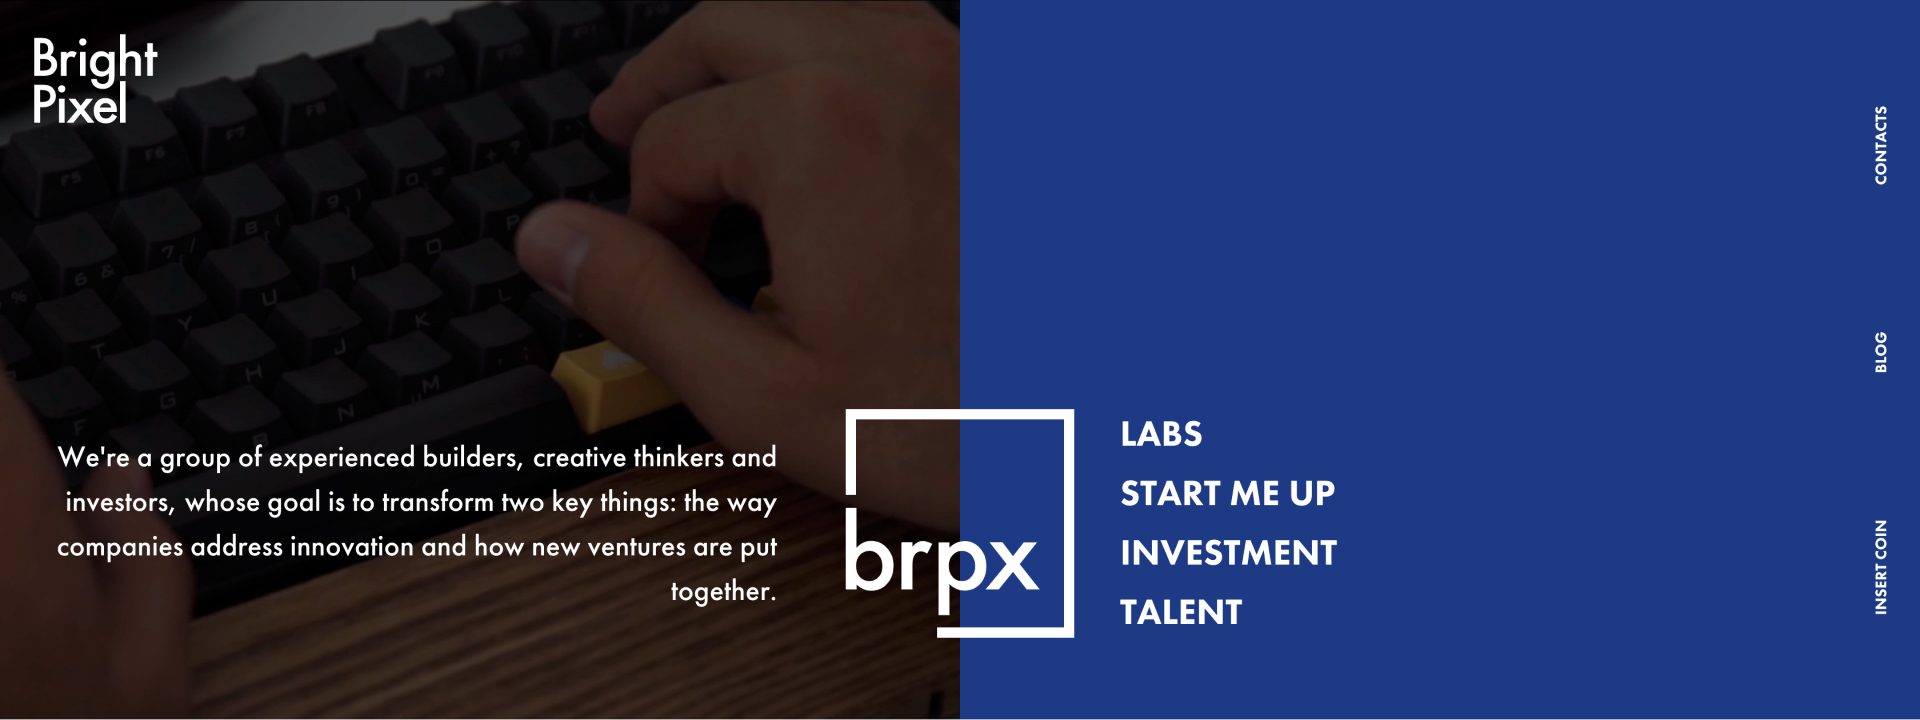 Bright
Pixel
We're a group of experienced builders, creative thinkers and
investors, whose goal is to transform two key things: the way
companies address innovation and how new ventures are put
together.
brpx
LABS
START ME UP
INVESTMENT
TALENT
CONTACTS
BLOG
INSERT COIN